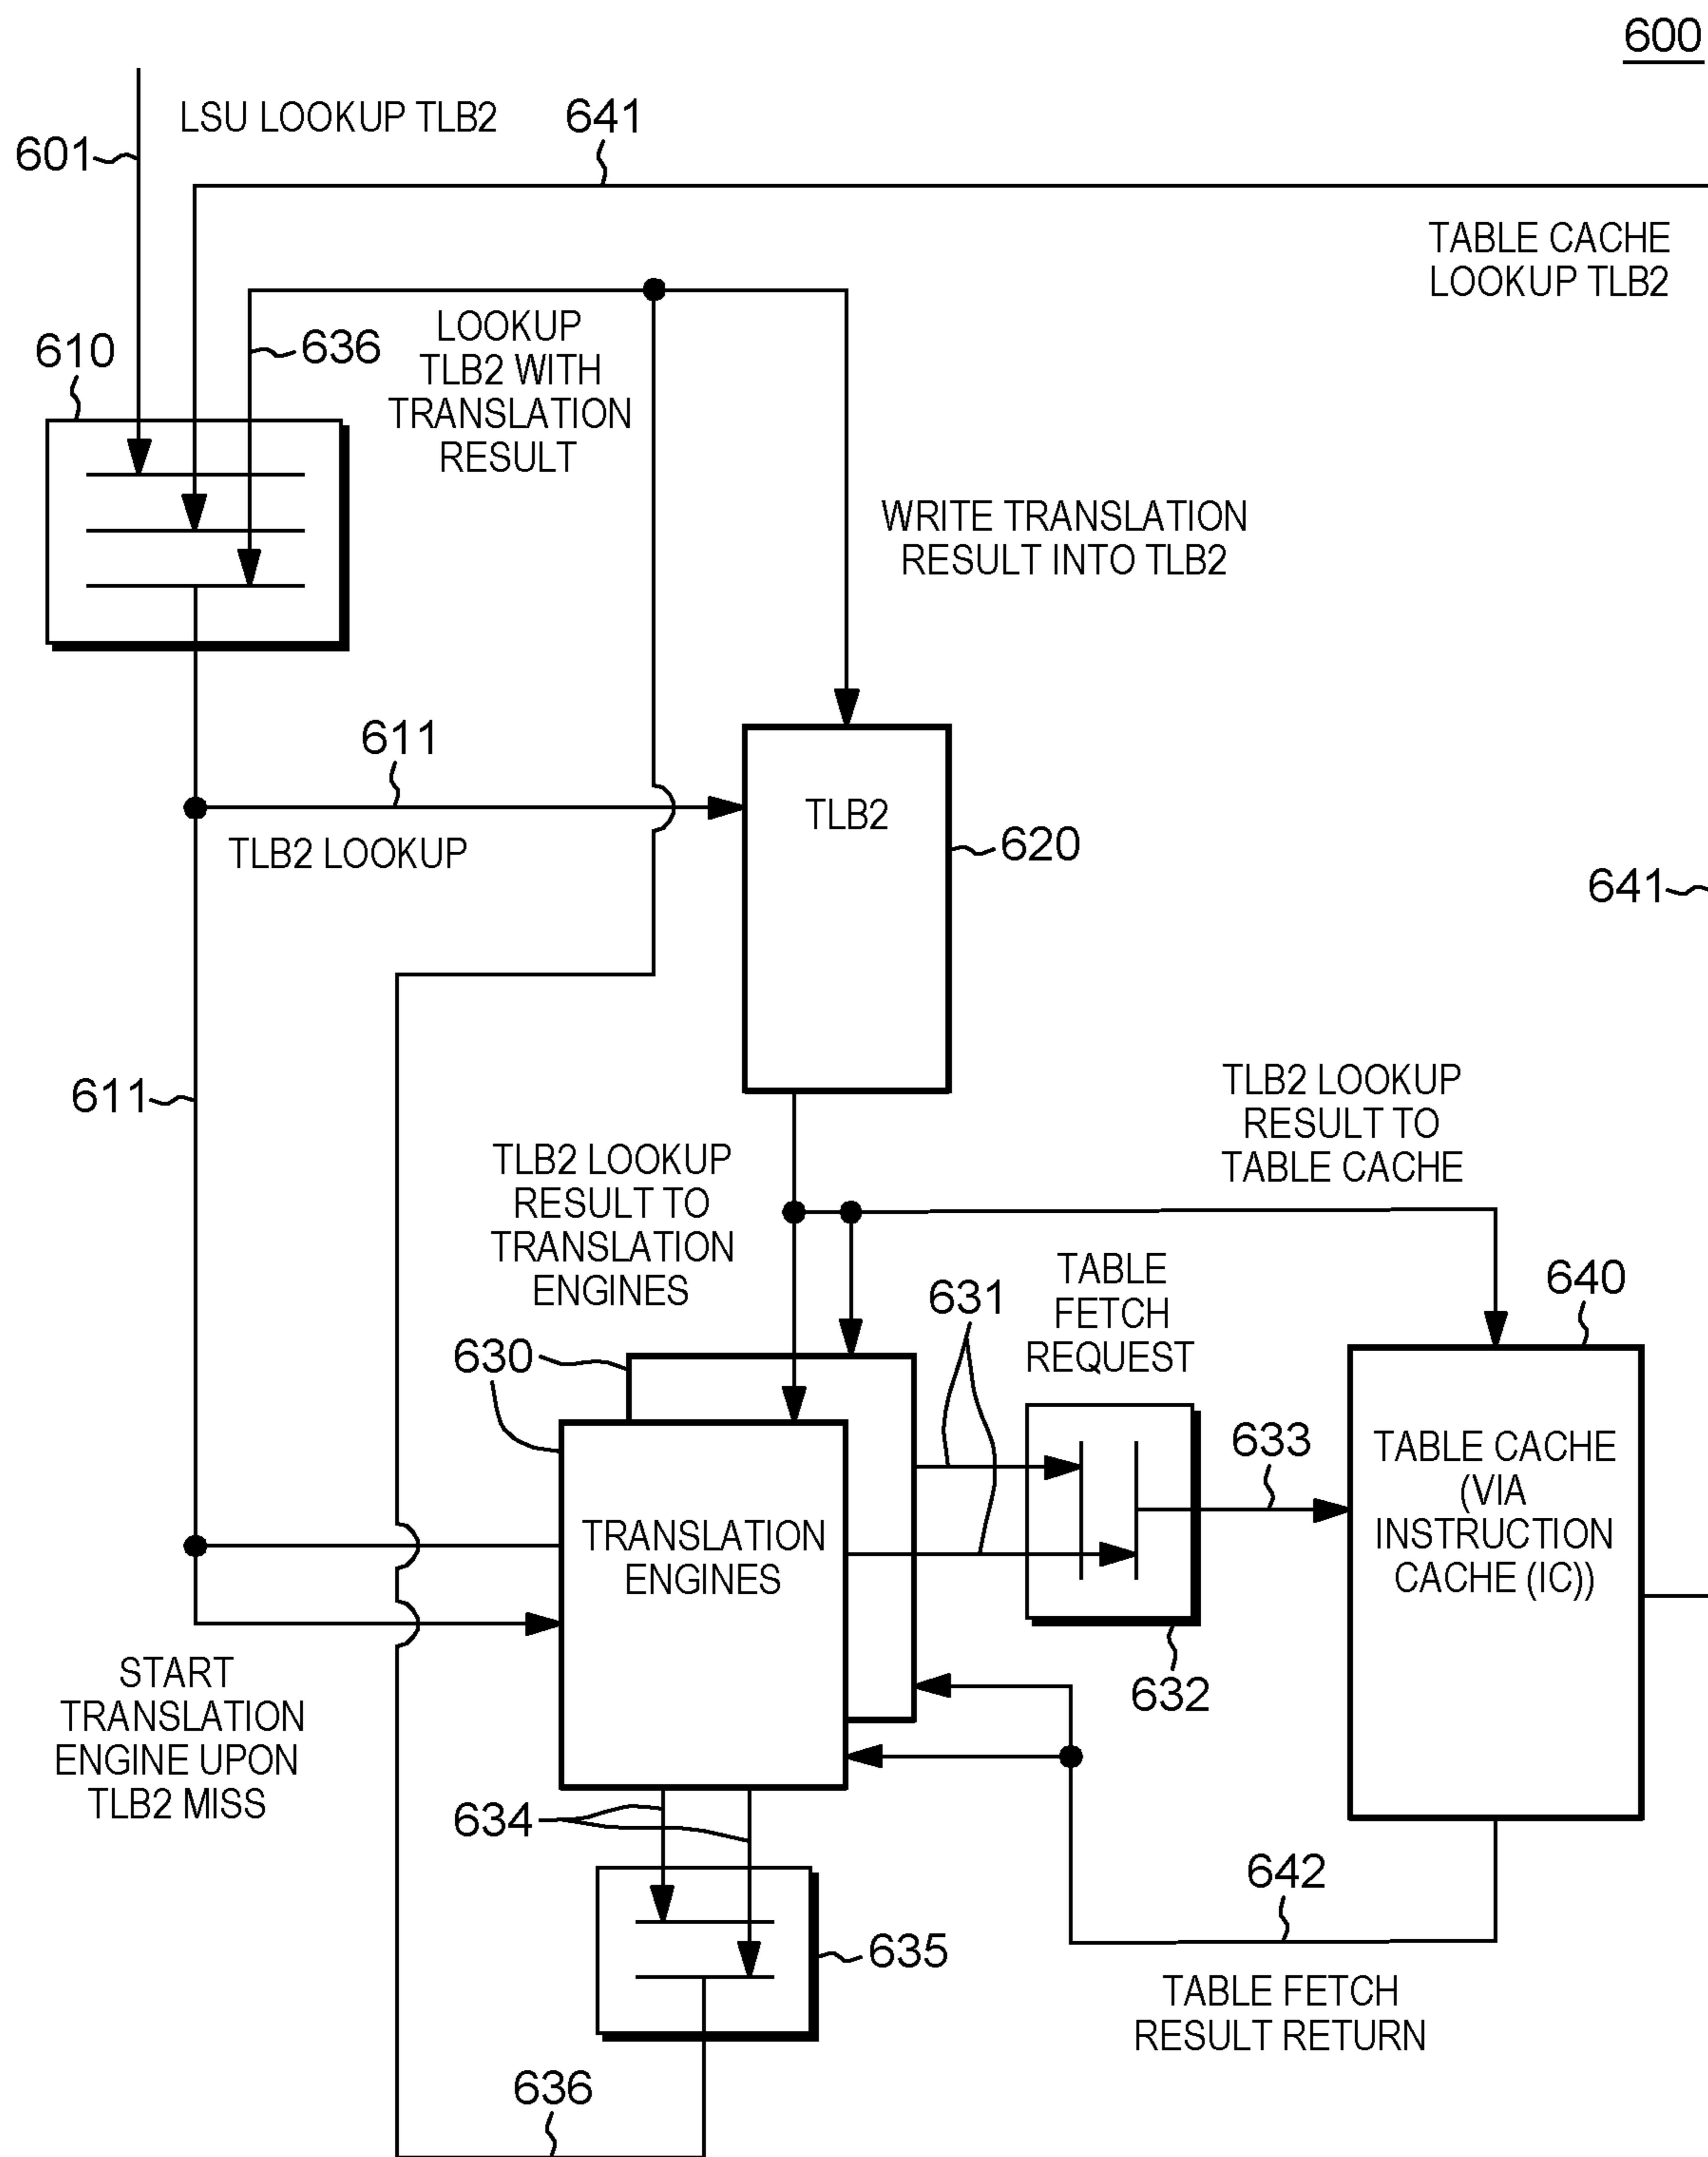 600
LSU LOOKUP TLB2
641
601
TABLE CACHE
LOOKUP TLB2
LOOKUP
TLB2 WITH
TRANSLATION
RESULT
636
610
WRITE TRANSLATION
RESULT INTO TLB2
611
TLB2 LOOKUP
TLB2
620
641
611
TLB2 LOOKUP
RESULT TO
TRANSLATION
ENGINES
TLB2 LOOKUP
RESULT TO
TABLE CACHE
TABLE
FETCH
REQUEST
631
640
630
633
TRANSLATION
ENGINES
TABLE CACHE
(VIA
INSTRUCTION
CACHE (IC))
632
START
TRANSLATION
ENGINE UPON
TLB2 MISS
634
642
635
TABLE FETCH
RESULT RETURN
636